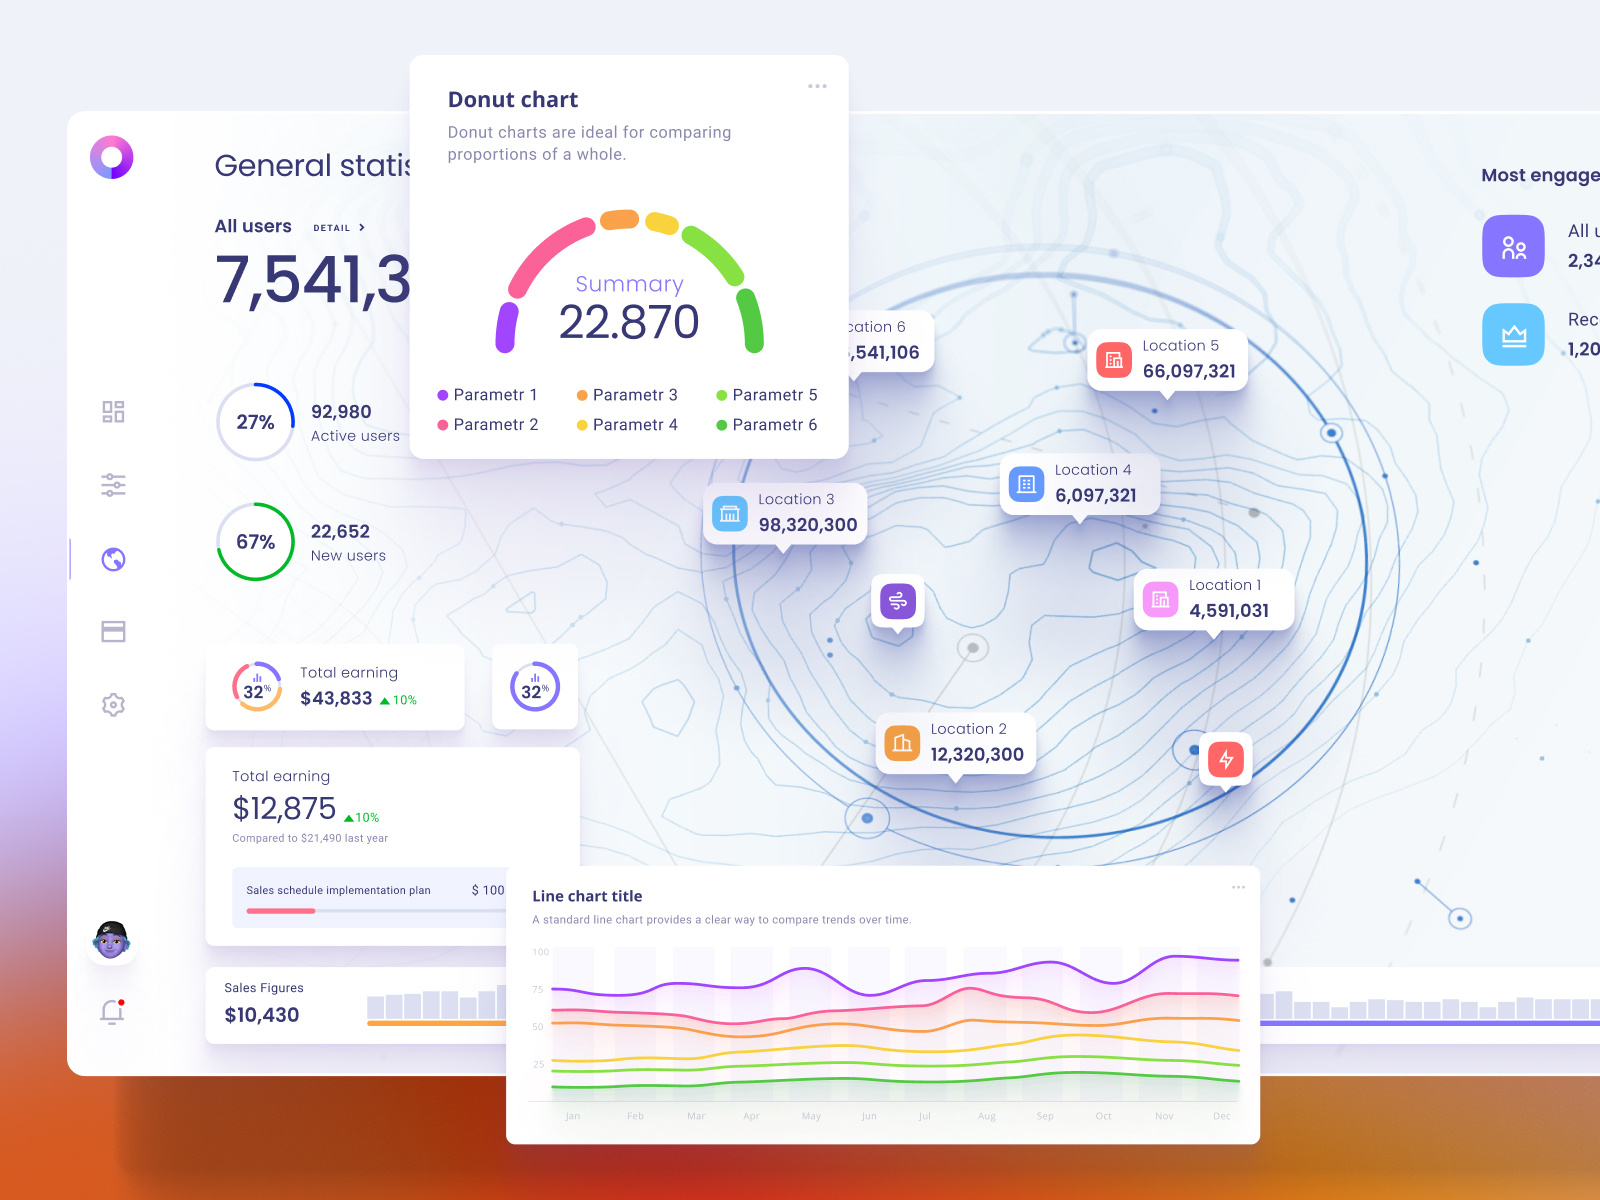 Donut chart
Donut charts are ideal for comparing
proportions of a whole.
Summary
22.870
Parametr 1
Parametr 3
Parametr 5
Parametr 2
Parametr 4
Parametr 6
General statis
All users
DETAIL
7,541,3
27%
92,980
Active users
67%
22,652
New users
32%
Total earning
$43,833
10%
32%
Total earning
$12,875
10%
Compared to $21,490 last year
Sales schedule implementation plan
$ 100
Sales Figures
$10,430
cation 6
,541,106
Location 5
66,097,321
Location 4
6,097,321
Location 3
98,320,300
Location 1
4,591,031
Location 2
12,320,300
Most engage
All u
2,34
Rec
1,20
Line chart title
A standard line chart provides a clear way to compare trends over time.
100
75
50
25
Jan
Feb
Mar
Apr
May
Jun
Jul
Aug
Sep
Oct
Nov
Dec